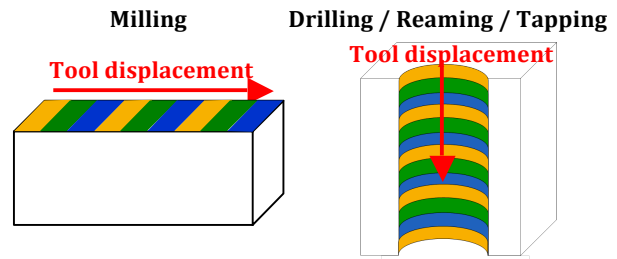 Milling
Drilling / Reaming / Tapping
Tool displacement
Tool displacement